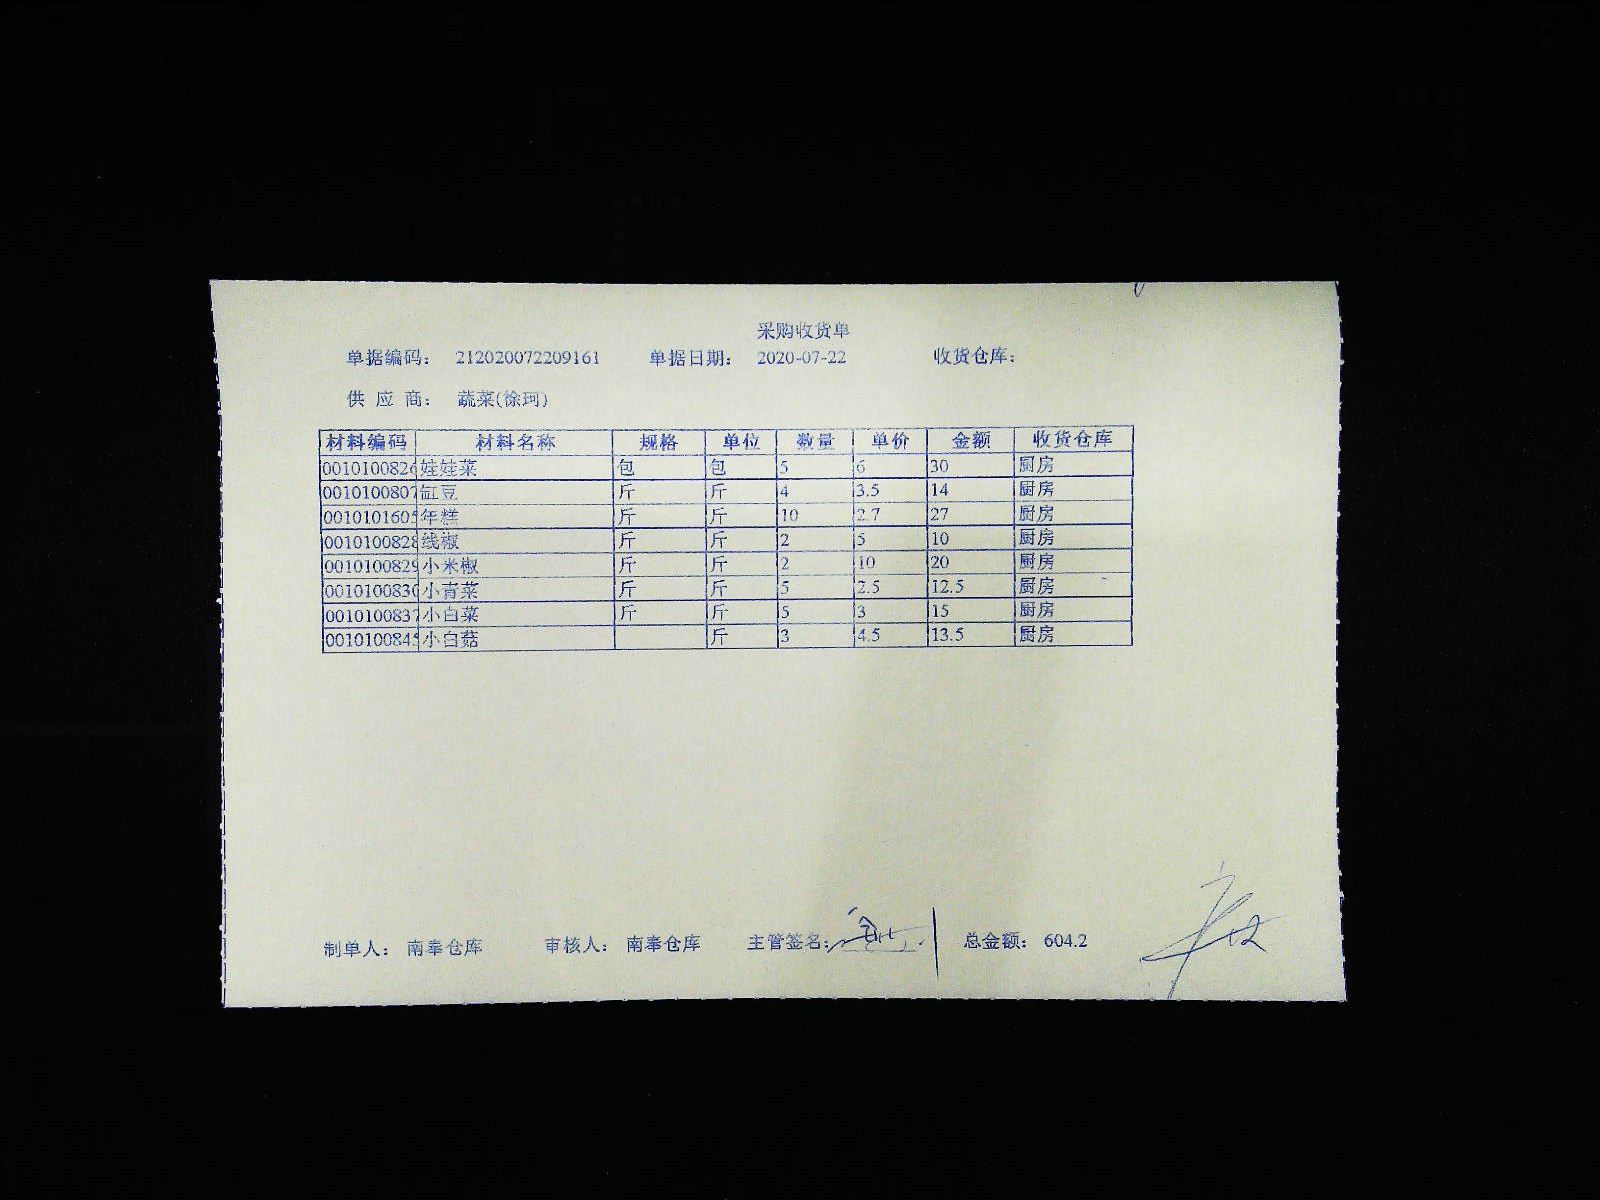 采购收货单
单据编码： 212020072209161 单据日期： 2020-07-22 收货仓库：
供 应 商： 蔬菜(徐珂)
材料编码 材料名称 规格 单位 数量 单价 金额 收货仓库
0010100826 娃娃菜 包 包 5 6 30 厨房
0010100807 缸豆 斤 斤 4 3.5 14 厨房
0010101605 年糕 斤 斤 10 2.7 27 厨房
0010100828 线椒 斤 斤 2 5 10 厨房
0010100829 小米椒 斤 斤 2 10 20 厨房
0010100830 小青菜 斤 斤 5 2.5 12.5 厨房
0010100837 小白菜 斤 斤 5 3 15 厨房
0010100845 小白菇 斤 3 4.5 13.5 厨房
制单人： 南奉仓库 审核人： 南奉仓库 主管签名： 总金额： 604.2